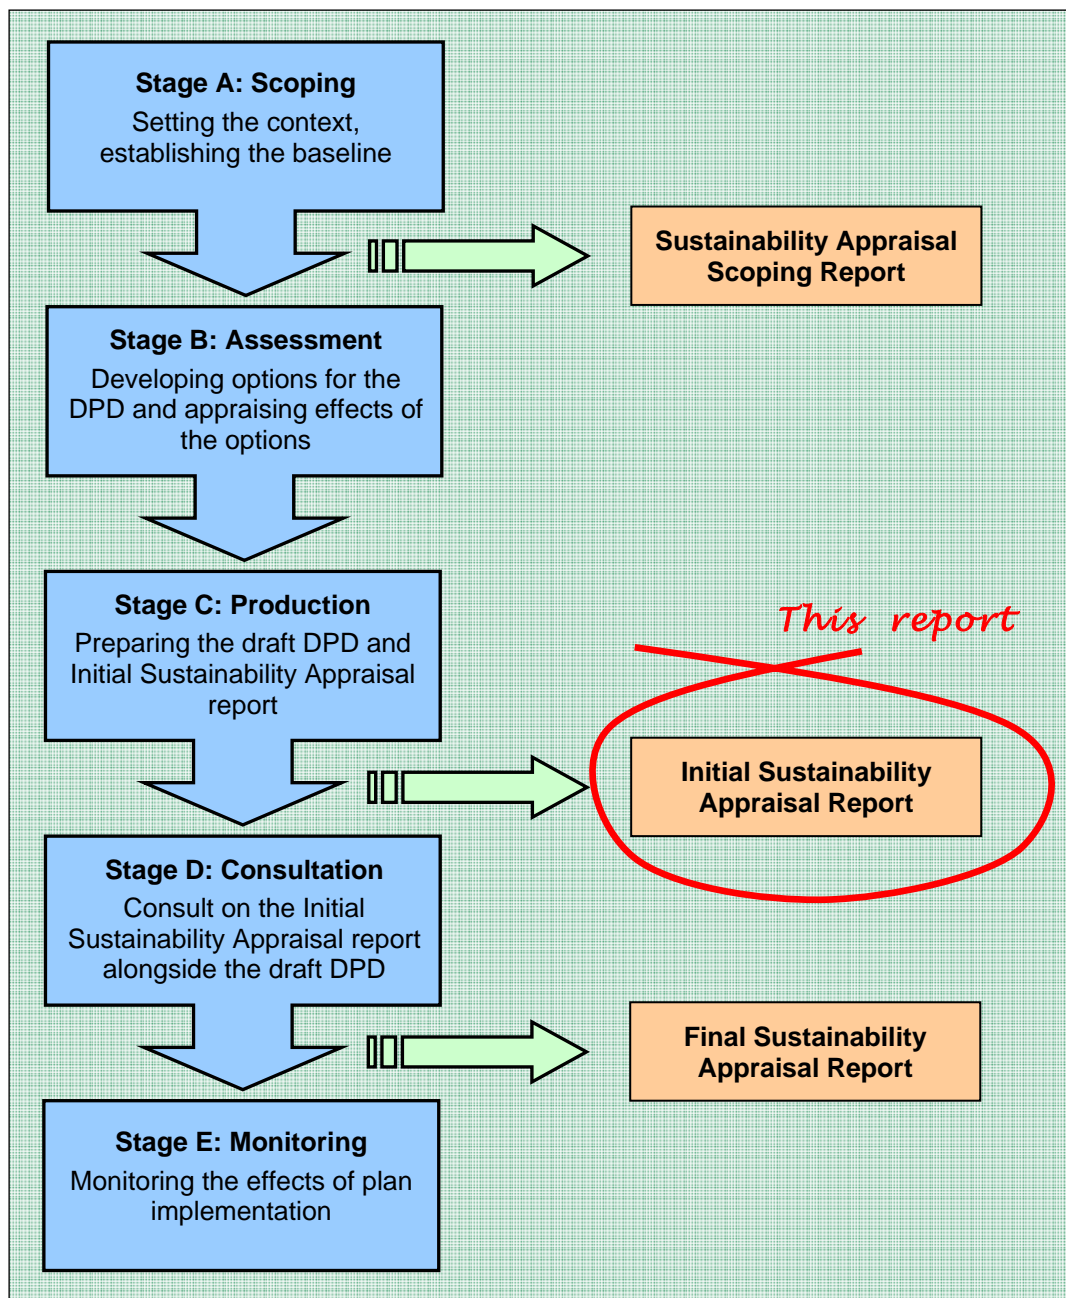 Stage A: Scoping
Setting the context,
establishing the baseline
Sustainability Appraisal
Scoping Report
Stage B: Assessment
Developing options for the
DPD and appraising effects of
the options
Stage C: Production
Preparing the draft DPD and
Initial Sustainability Appraisal
report
This report
Initial Sustainability
Appraisal Report
Stage D: Consultation
Consult on the Initial
Sustainability Appraisal report
alongside the draft DPD
Final Sustainability
Appraisal Report
Stage E: Monitoring
Monitoring the effects of plan
implementation